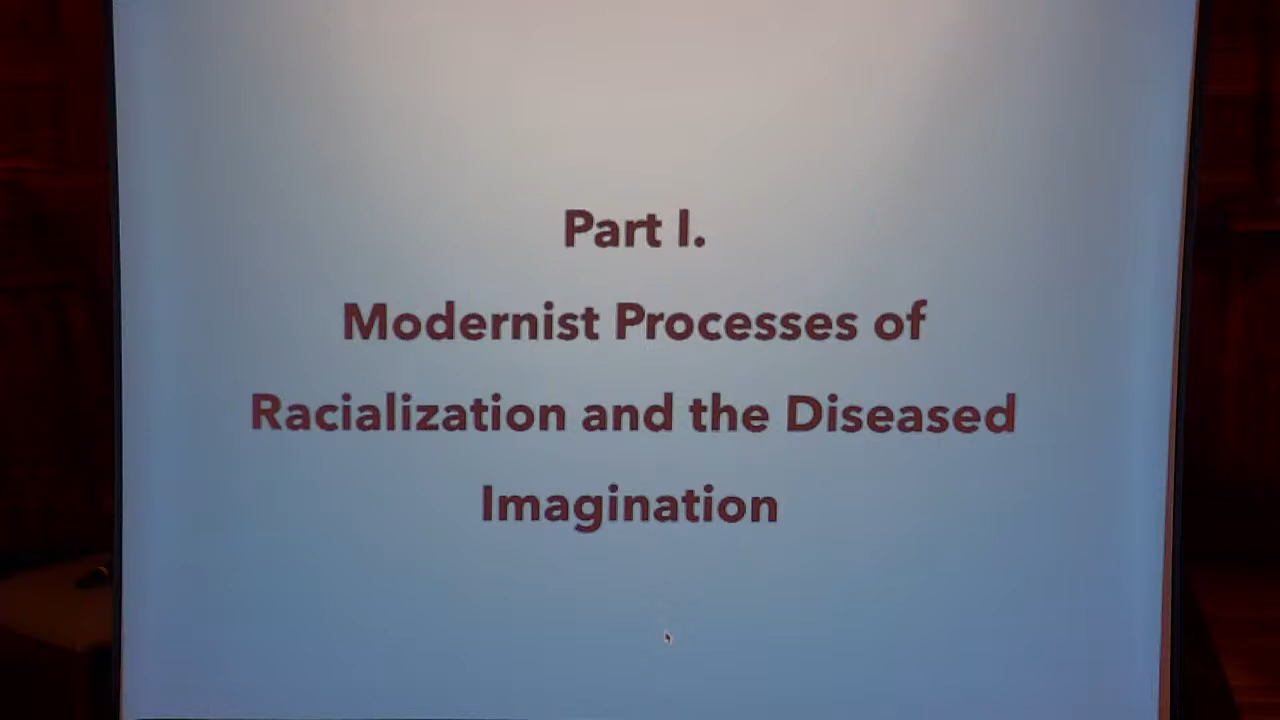 Part I.
Modernist Processes of
Racialization and the Diseased
Imagination